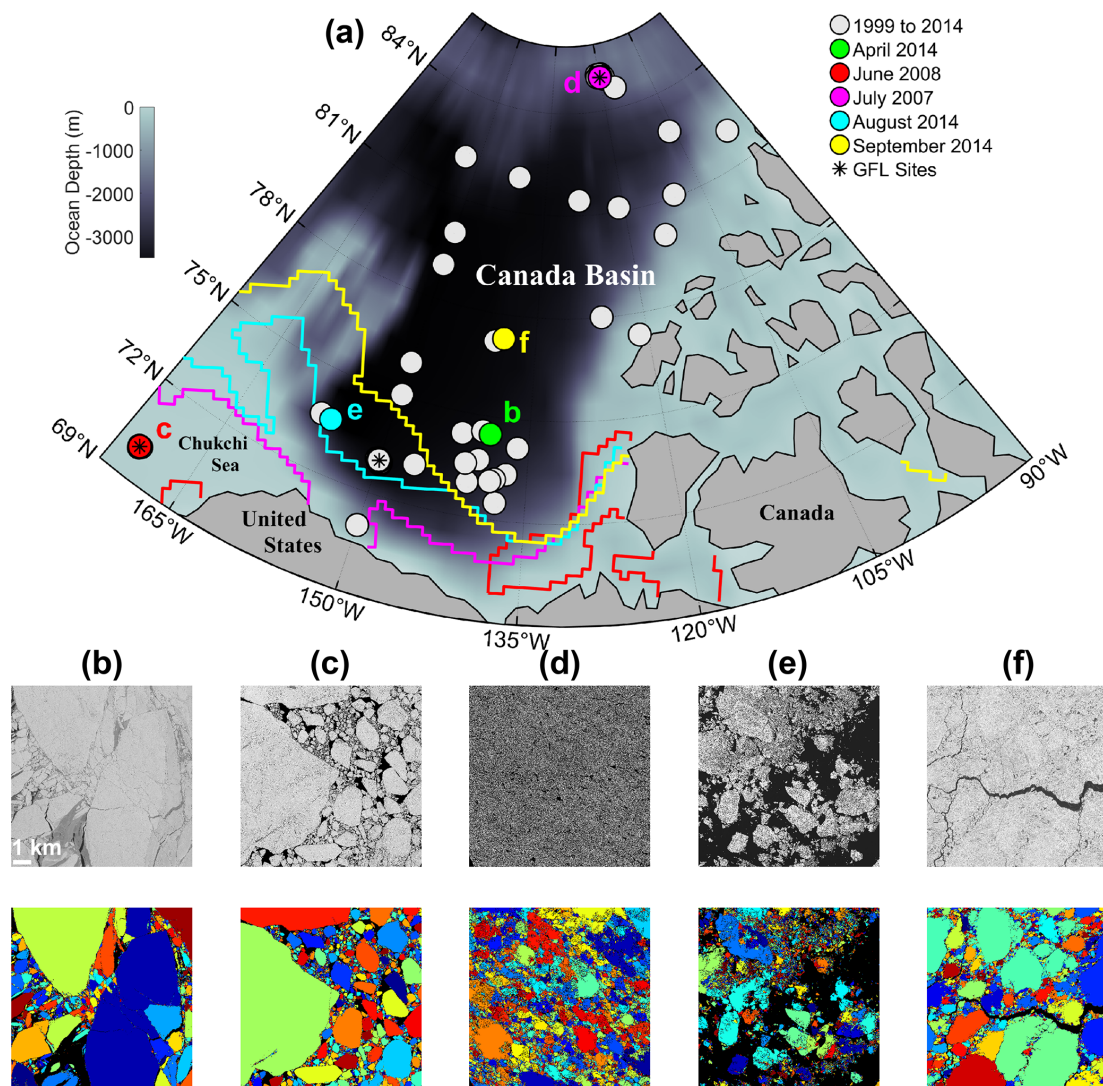 (a)
1999 to 2014
April 2014
June 2008
July 2007
August 2014
September 2014
GFL Sites
0
-1000
-2000
-3000
Ocean Depth (m)
84°N
81°N
78°N
75°N
72°N
69°N
165°W
150°W
135°W
120°W
105°W
90°W
d
Canada Basin
f
b
e
c
Chukchi
Sea
United
States
Canada
(b)
(c)
(d)
(e)
(f)
1 km